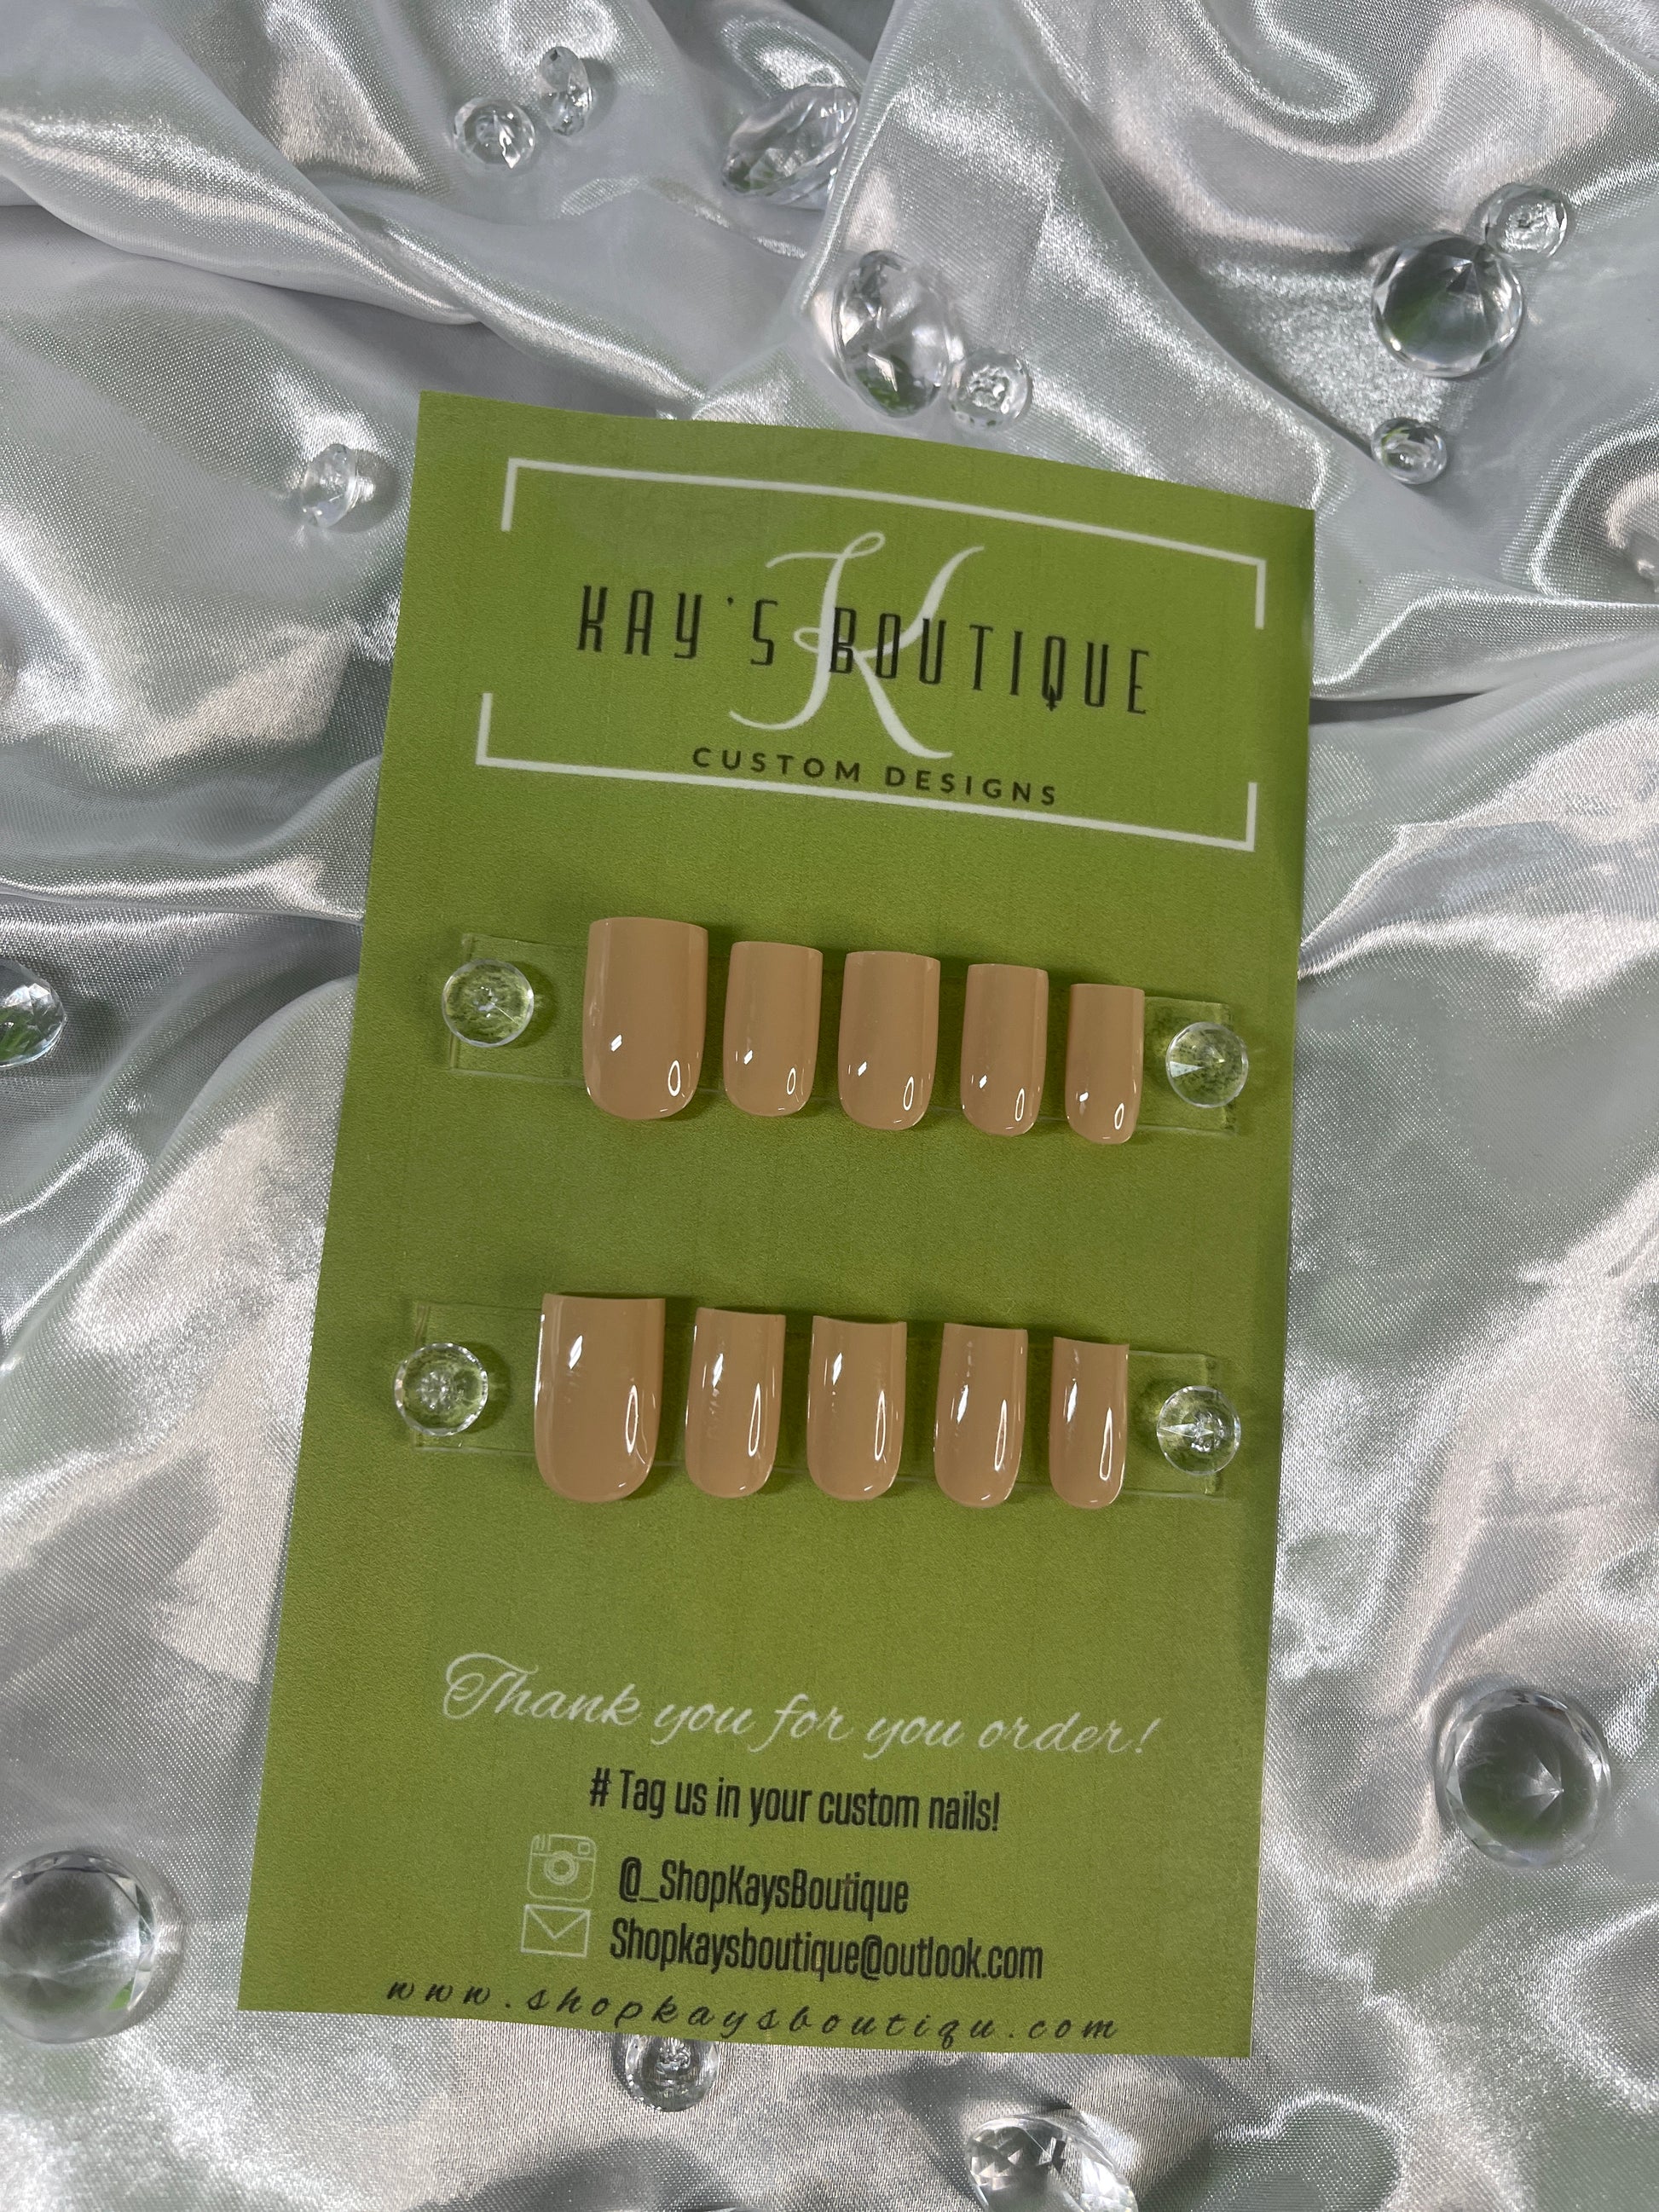 K
KAY'S BOUTIQUE
CUSTOM DESIGNS
Thank you for you order!
# Tag us in your custom nails!
@_ShopKaysBoutique
Shopkaysboutique@outlook.com
www.shopkaysboutiqu.com